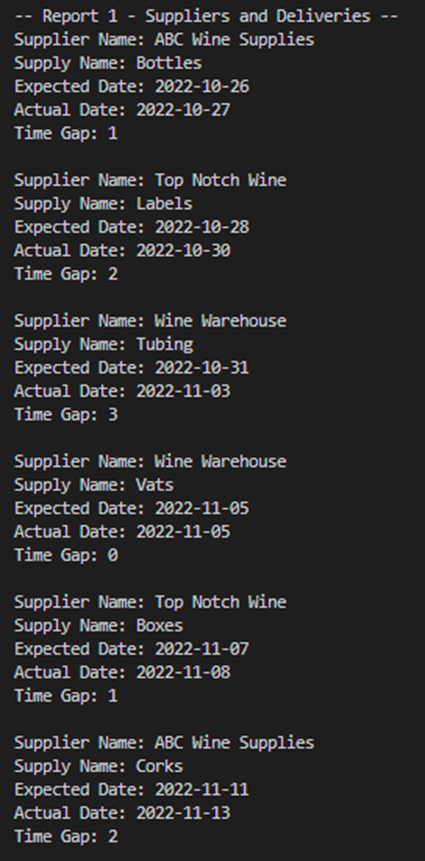 -- Report 1 - Suppliers and Deliveries --
Supplier Name: ABC Wine Supplies
Supply Name: Bottles
Expected Date: 2022-10-26
Actual Date: 2022-10-27
Time Gap: 1
Supplier Name: Top Notch Wine
Supply Name: Labels
Expected Date: 2022-10-28
Actual Date: 2022-10-30
Time Gap: 2
Supplier Name: Wine Warehouse
Supply Name: Tubing
Expected Date: 2022-10-31
Actual Date: 2022-11-03
Time Gap: 3
Supplier Name: Wine Warehouse
Supply Name: Vats
Expected Date: 2022-11-05
Actual Date: 2022-11-05
Time Gap: 0
Supplier Name: Top Notch Wine
Supply Name: Boxes
Expected Date: 2022-11-07
Actual Date: 2022-11-08
Time Gap: 1
Supplier Name: ABC Wine Supplies
Supply Name: Corks
Expected Date: 2022-11-11
Actual Date: 2022-11-13
Time Gap: 2